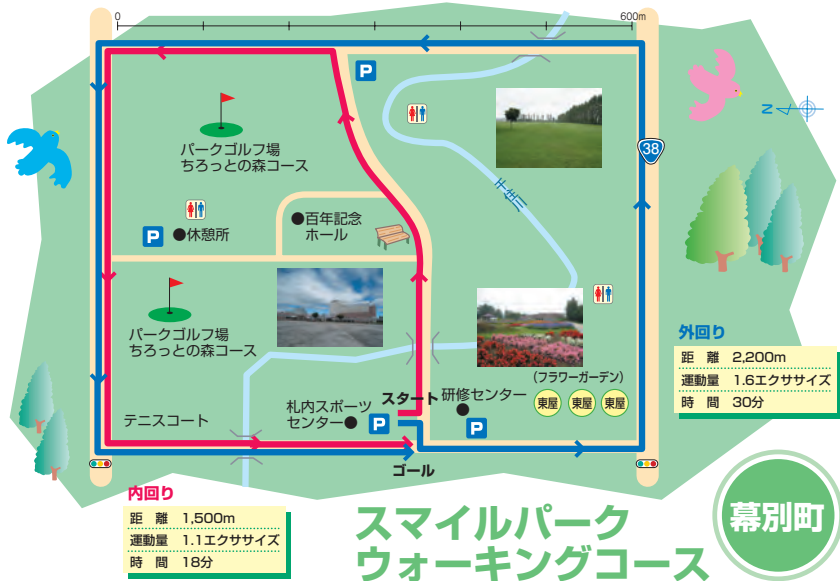 0
600m
P
パークゴルフ場
ちろっとの森コース
38
N
千住川
P
●休憩所
●百年記念
ホール
パークゴルフ場
ちろっとの森コース
外回り
距 離 2,200m
運動量 1.6エクササイズ
時 間 30分
(フラワーガーデン)
東屋 東屋 東屋
スタート
研修センター
●
P
札内スポーツ
センター●
P
テニスコート
ゴール
内回り
距 離 1,500m
運動量 1.1エクササイズ
時 間 18分
スマイルパーク
ウォーキングコース
幕別町